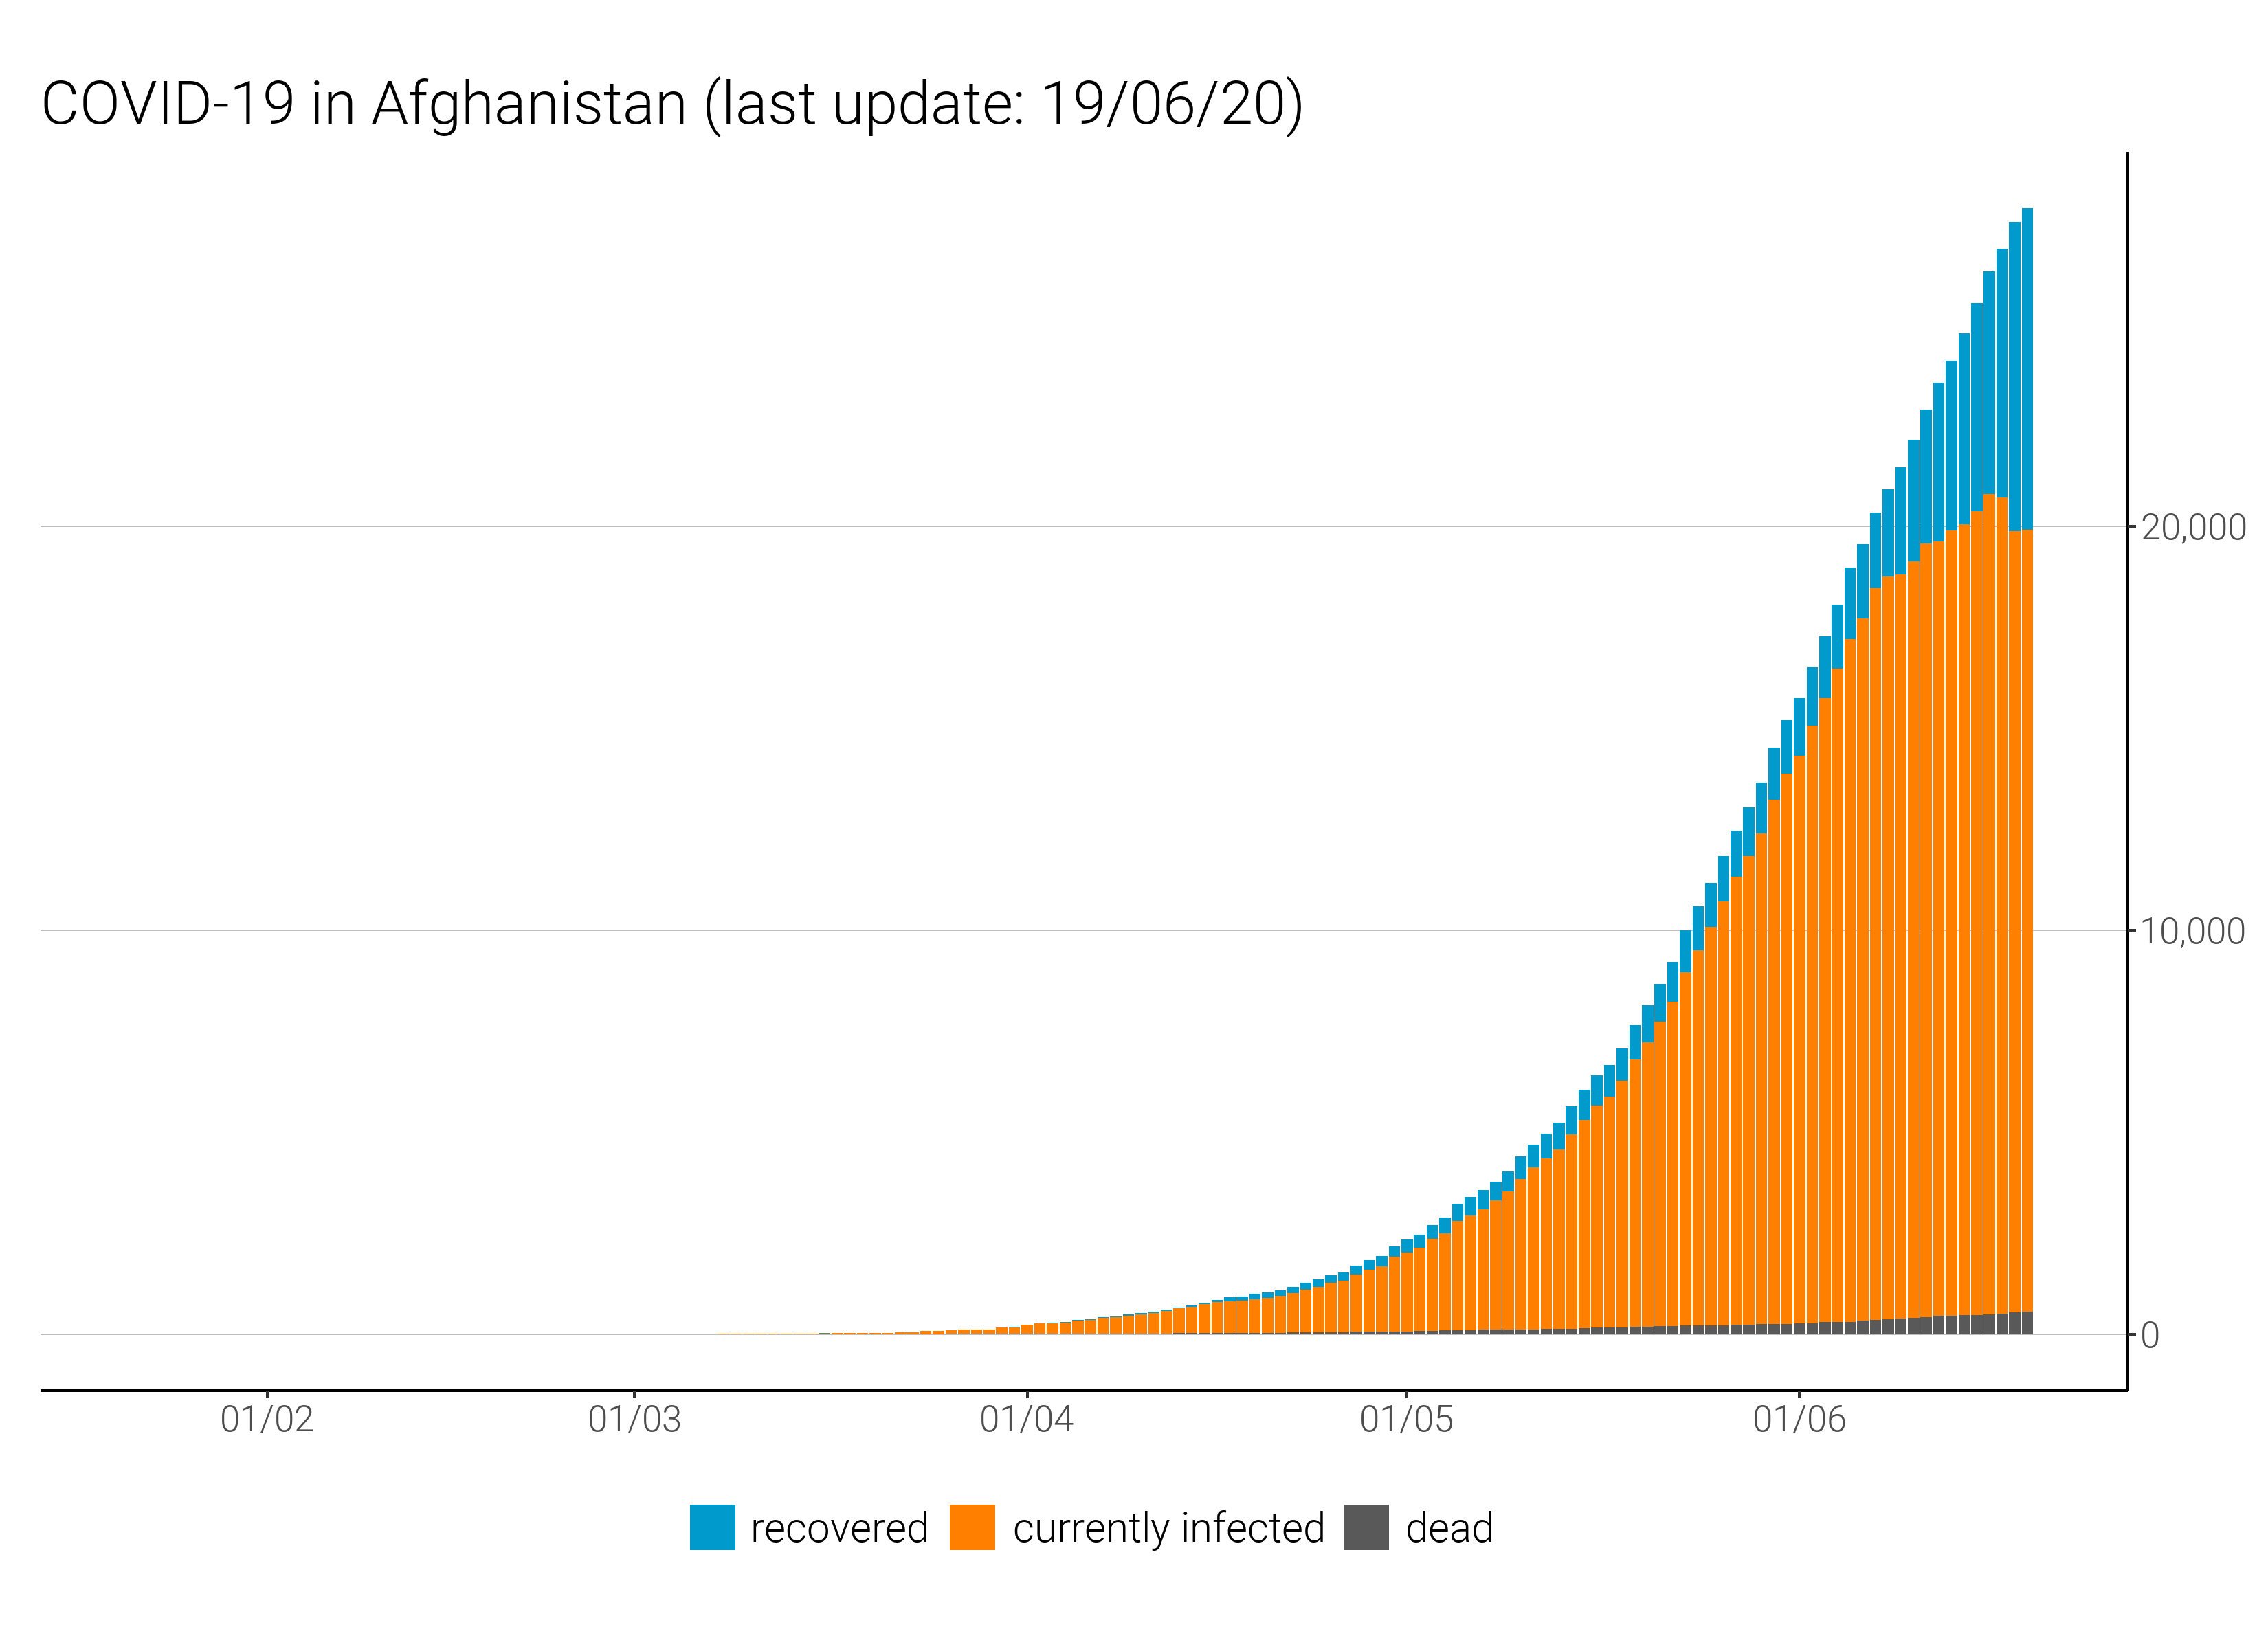 COVID-19 in Afghanistan (last update: 19/06/20)
20,000
10,000
0
01/02 01/03 01/04 01/05 01/06
recovered currently infected dead